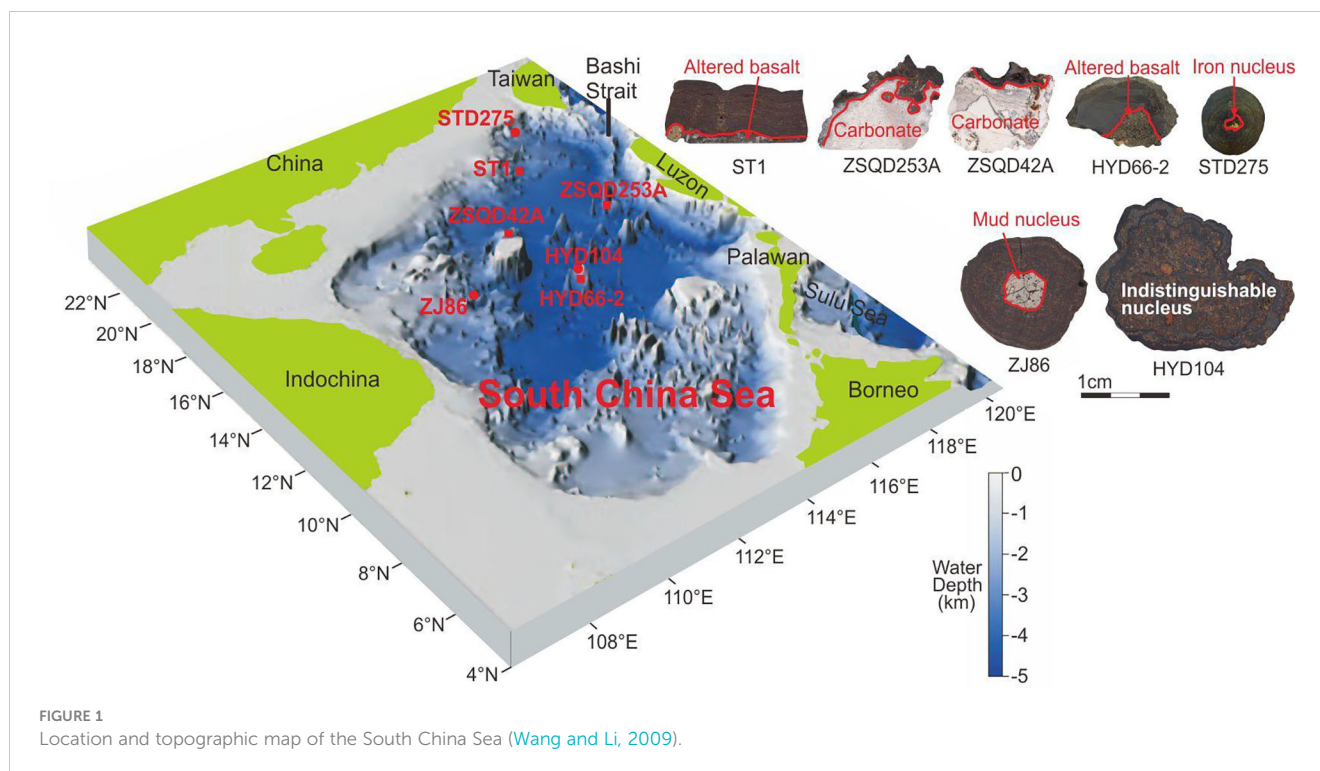 Taiwan
Bashi
Strait
STD275
China
ST1
Luzon
ZSQD253A
ZSQD42A
HYD104
Palawan
HYD66-2
ZJ86
Sulu Sea
Indochina
South China Sea
Borneo
22°N
20°N
18°N
16°N
14°N
12°N
10°N
8°N
6°N
4°N
108°E
110°E
112°E
114°E
116°E
118°E
120°E
Water
Depth
(km)
0
-1
-2
-3
-4
-5
Altered basalt
ST1
Carbonate
ZSQD253A
Carbonate
ZSQD42A
Altered basalt
HYD66-2
Iron nucleus
STD275
Mud nucleus
ZJ86
Indistinguishable
nucleus
HYD104
1cm
FIGURE 1
Location and topographic map of the South China Sea (Wang and Li, 2009).